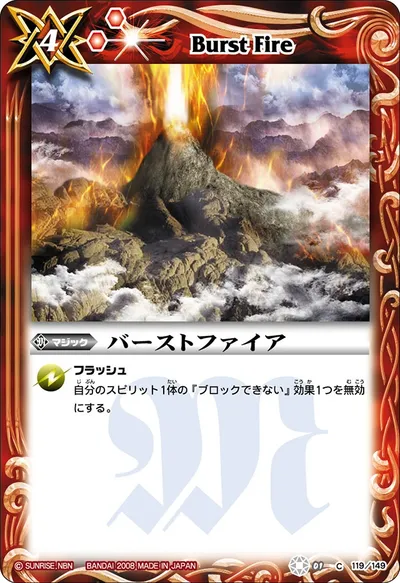 4
Burst Fire
マジック
バーストファイア
フラッシュ
自分のスピリット1体の『ブロックできない』効果1つを無効
にする。
©SUNRISE,NBN BANDAI 2008 MADE IN JAPAN 01 C 119/149